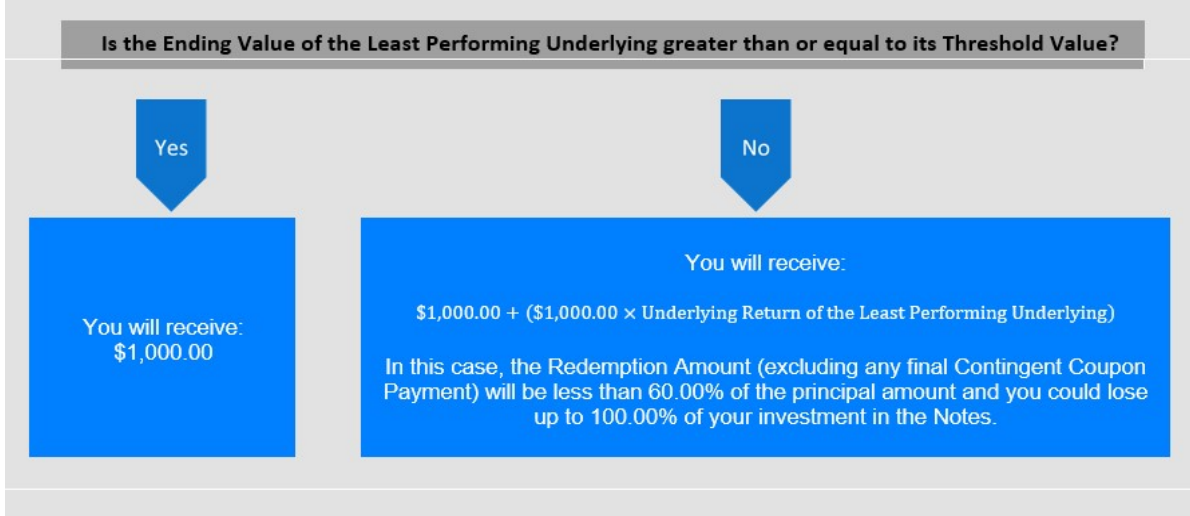 Is the Ending Value of the Least Performing Underlying greater than or equal to its Threshold Value?
Yes
No
You will receive:
$1,000.00
You will receive:
$1,000.00 + ($1,000.00 × Underlying Return of the Least Performing Underlying)
In this case, the Redemption Amount (excluding any final Contingent Coupon
Payment) will be less than 60.00% of the principal amount and you could lose
up to 100.00% of your investment in the Notes.